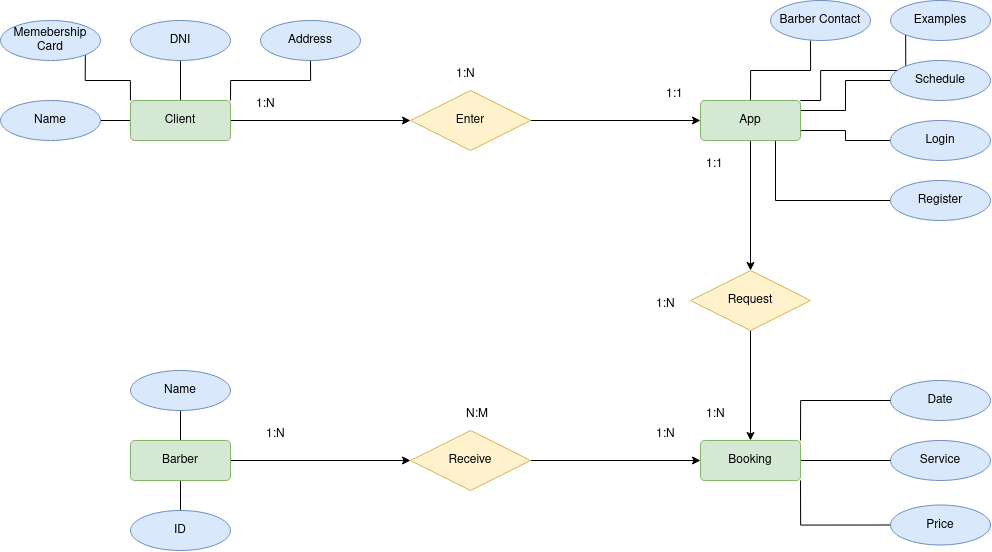 Barber Contact
Examples
Memebership
Card
DNI
Address
1:N
Schedule
1:N
1:1
Name
Client
Enter
App
Login
1:1
Register
Request
1:N
Name
Date
N:M
1:N
1:N
1:N
Barber
Receive
Booking
Service
ID
Price